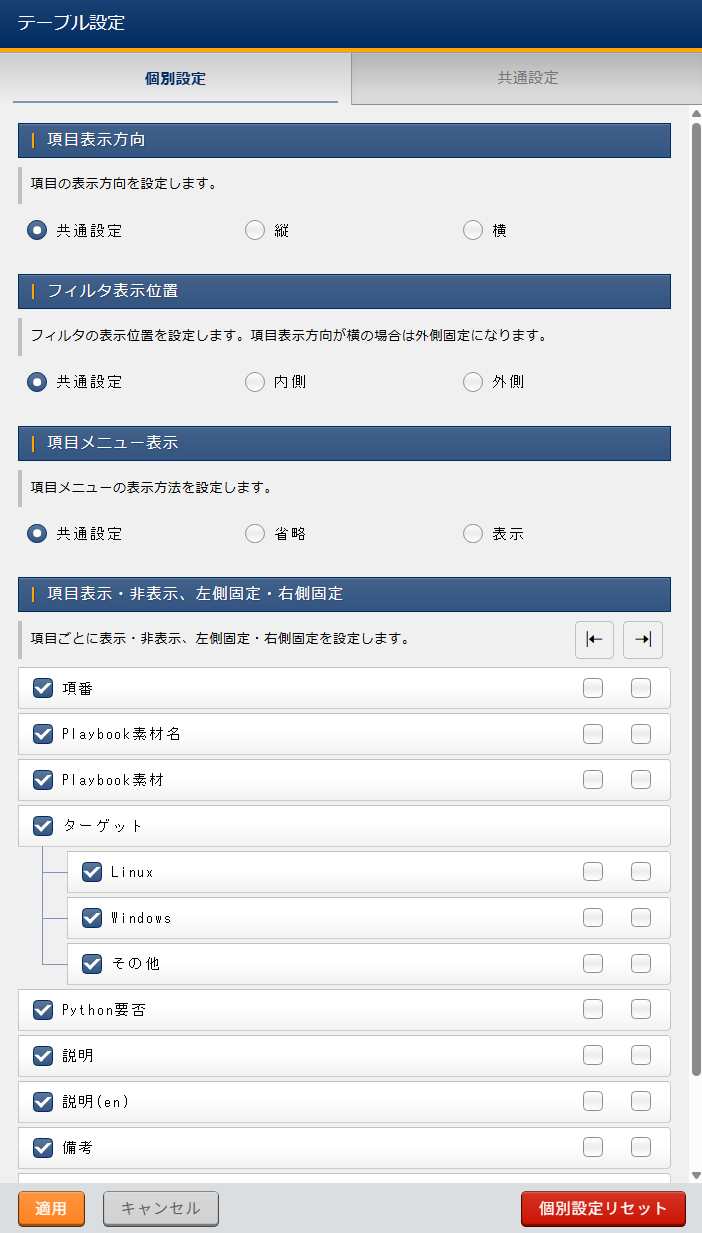 テーブル設定
個別設定 共通設定
項目表示方向
項目の表示方向を設定します。
共通設定 縦 横
フィルタ表示位置
フィルタの表示位置を設定します。項目表示方向が横の場合は外側固定になります。
共通設定 内側 外側
項目メニュー表示
項目メニューの表示方法を設定します。
共通設定 省略 表示
項目表示・非表示、左側固定・右側固定
項目ごとに表示・非表示、左側固定・右側固定を設定します。
項番
Playbook素材名
Playbook素材
ターゲット
Linux
Windows
その他
Python要否
説明
説明(en)
備考
適用 キャンセル 個別設定リセット